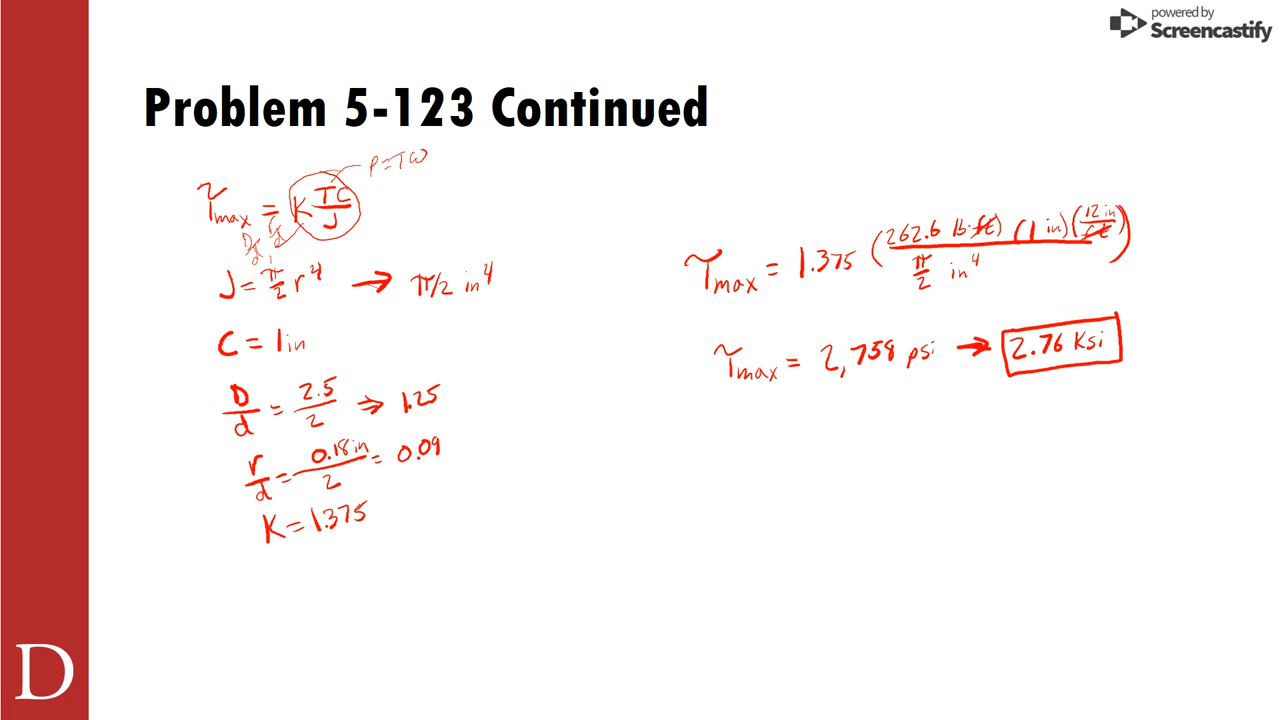 powered by
Screencastify
Problem 5-123 Continued
P=Tω
τmax = K TC/J
D/d, r/d
J = π/2 r⁴ → π/2 in⁴
C = 1in
D/d = 2.5/2 ⇒ 1.25
r/d = 0.18in/2 = 0.09
K = 1.375
τmax = 1.375 (262.6 lb·ft) (1 in) (12 in/ft) / π/2 in⁴
τmax = 2,758 psi → 2.76 Ksi
D